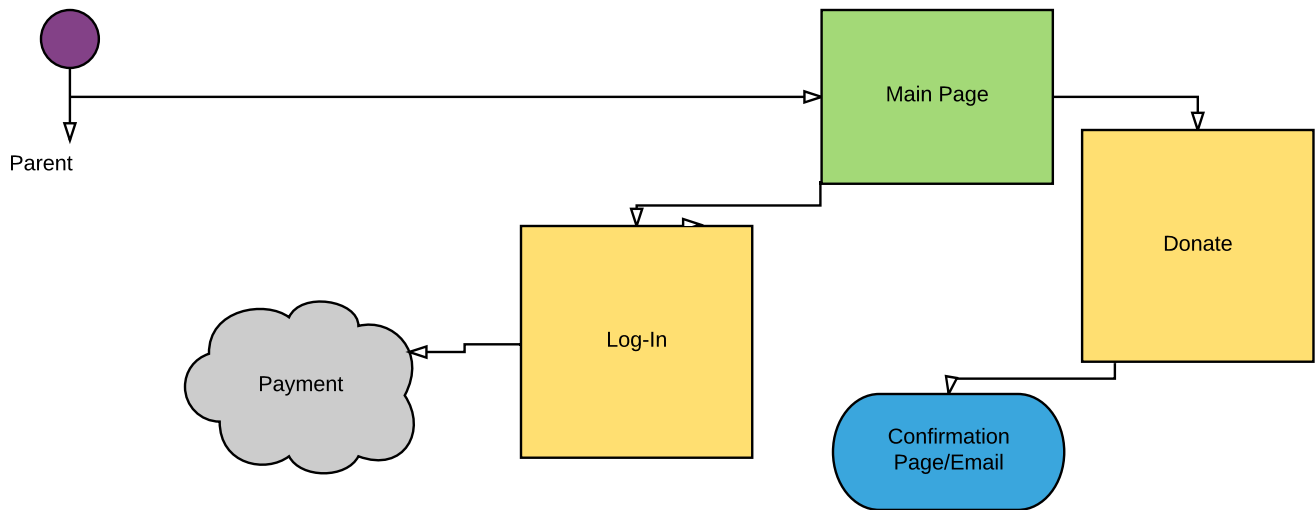 Main Page
Parent
Donate
Log-In
Payment
Confirmation
Page/Email